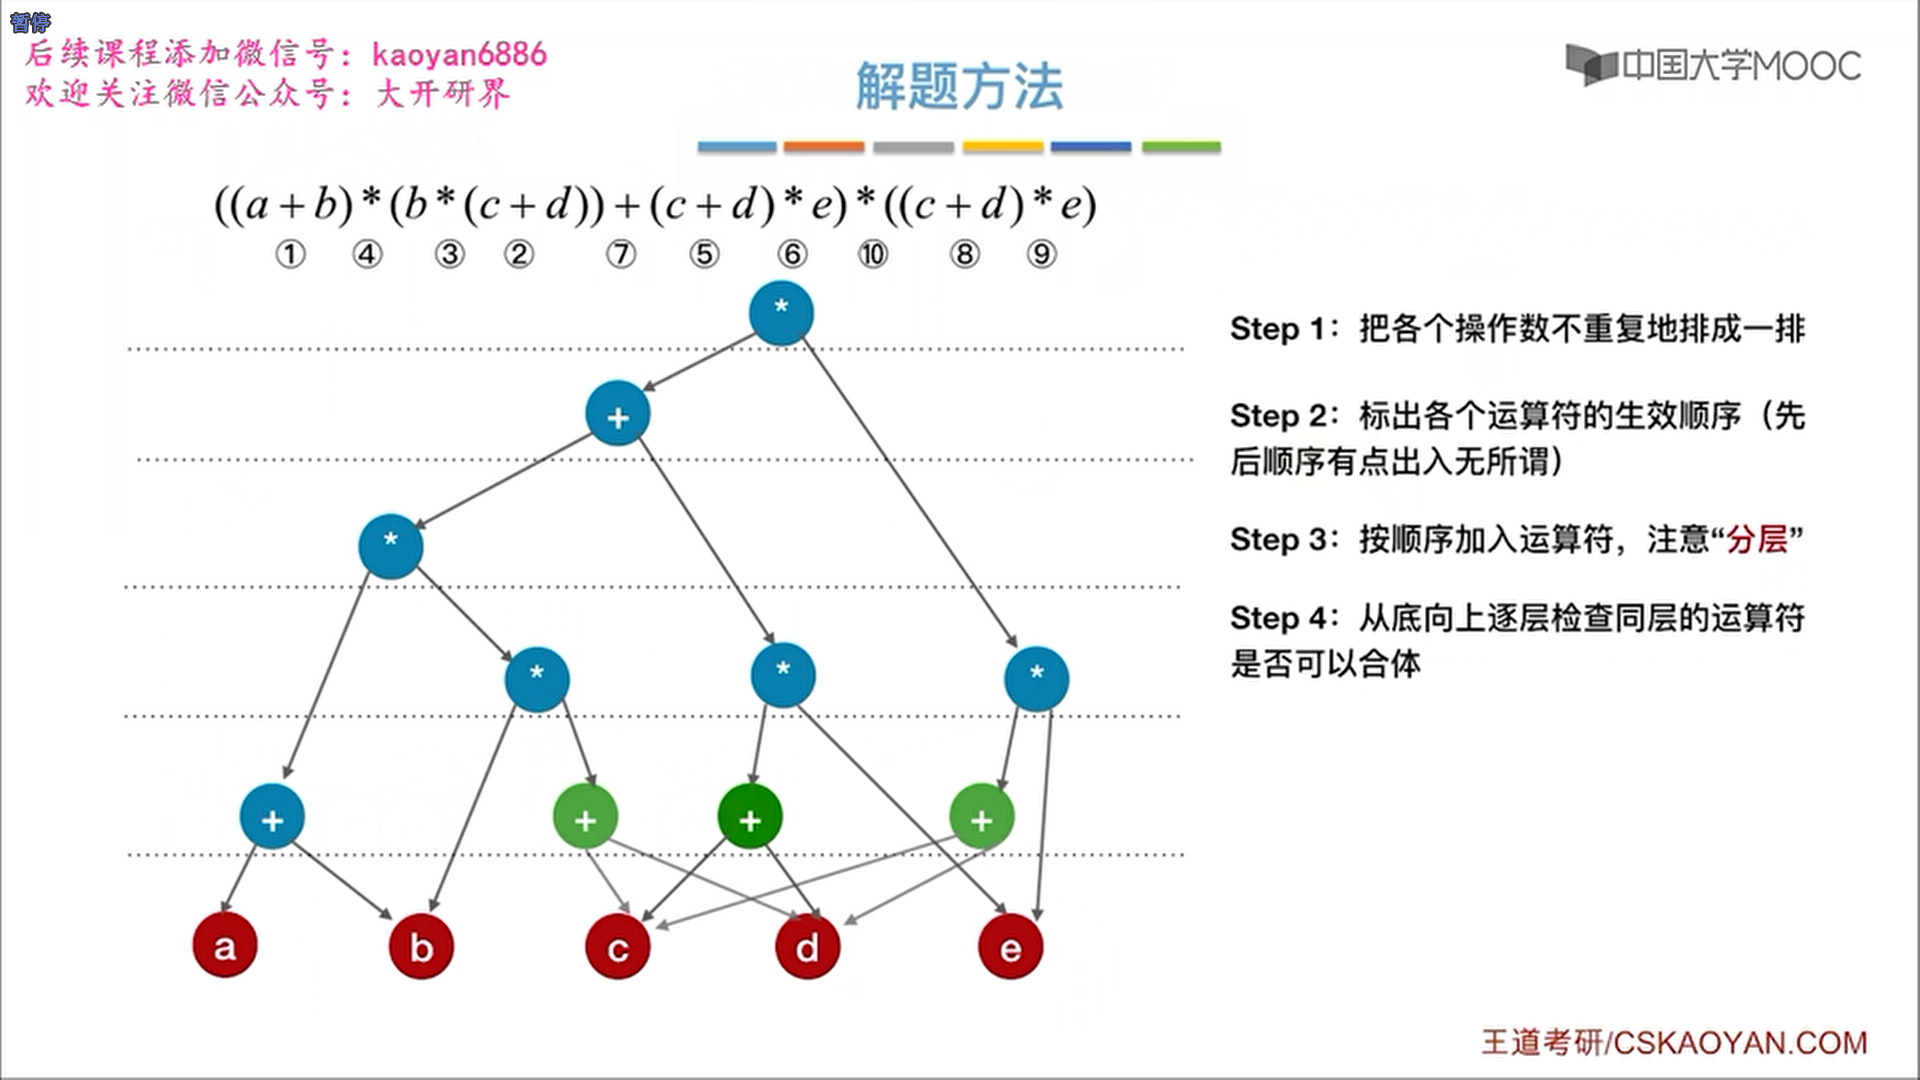 暂停
后续课程添加微信号：kaoyan6886
欢迎关注微信公众号：大开研界
中国大学MOOC
解题方法
((a+b)*(b*(c+d))+(c+d)*e)*((c+d)*e)
① ④ ③ ② ⑦ ⑤ ⑥ ⑩ ⑧ ⑨
*
+
*
* * *
+ + + +
a b c d e
Step 1：把各个操作数不重复地排成一排
Step 2：标出各个运算符的生效顺序（先
后顺序有点出入无所谓）
Step 3：按顺序加入运算符，注意“分层”
Step 4：从底向上逐层检查同层的运算符
是否可以合体
王道考研/CSKAOYAN.COM